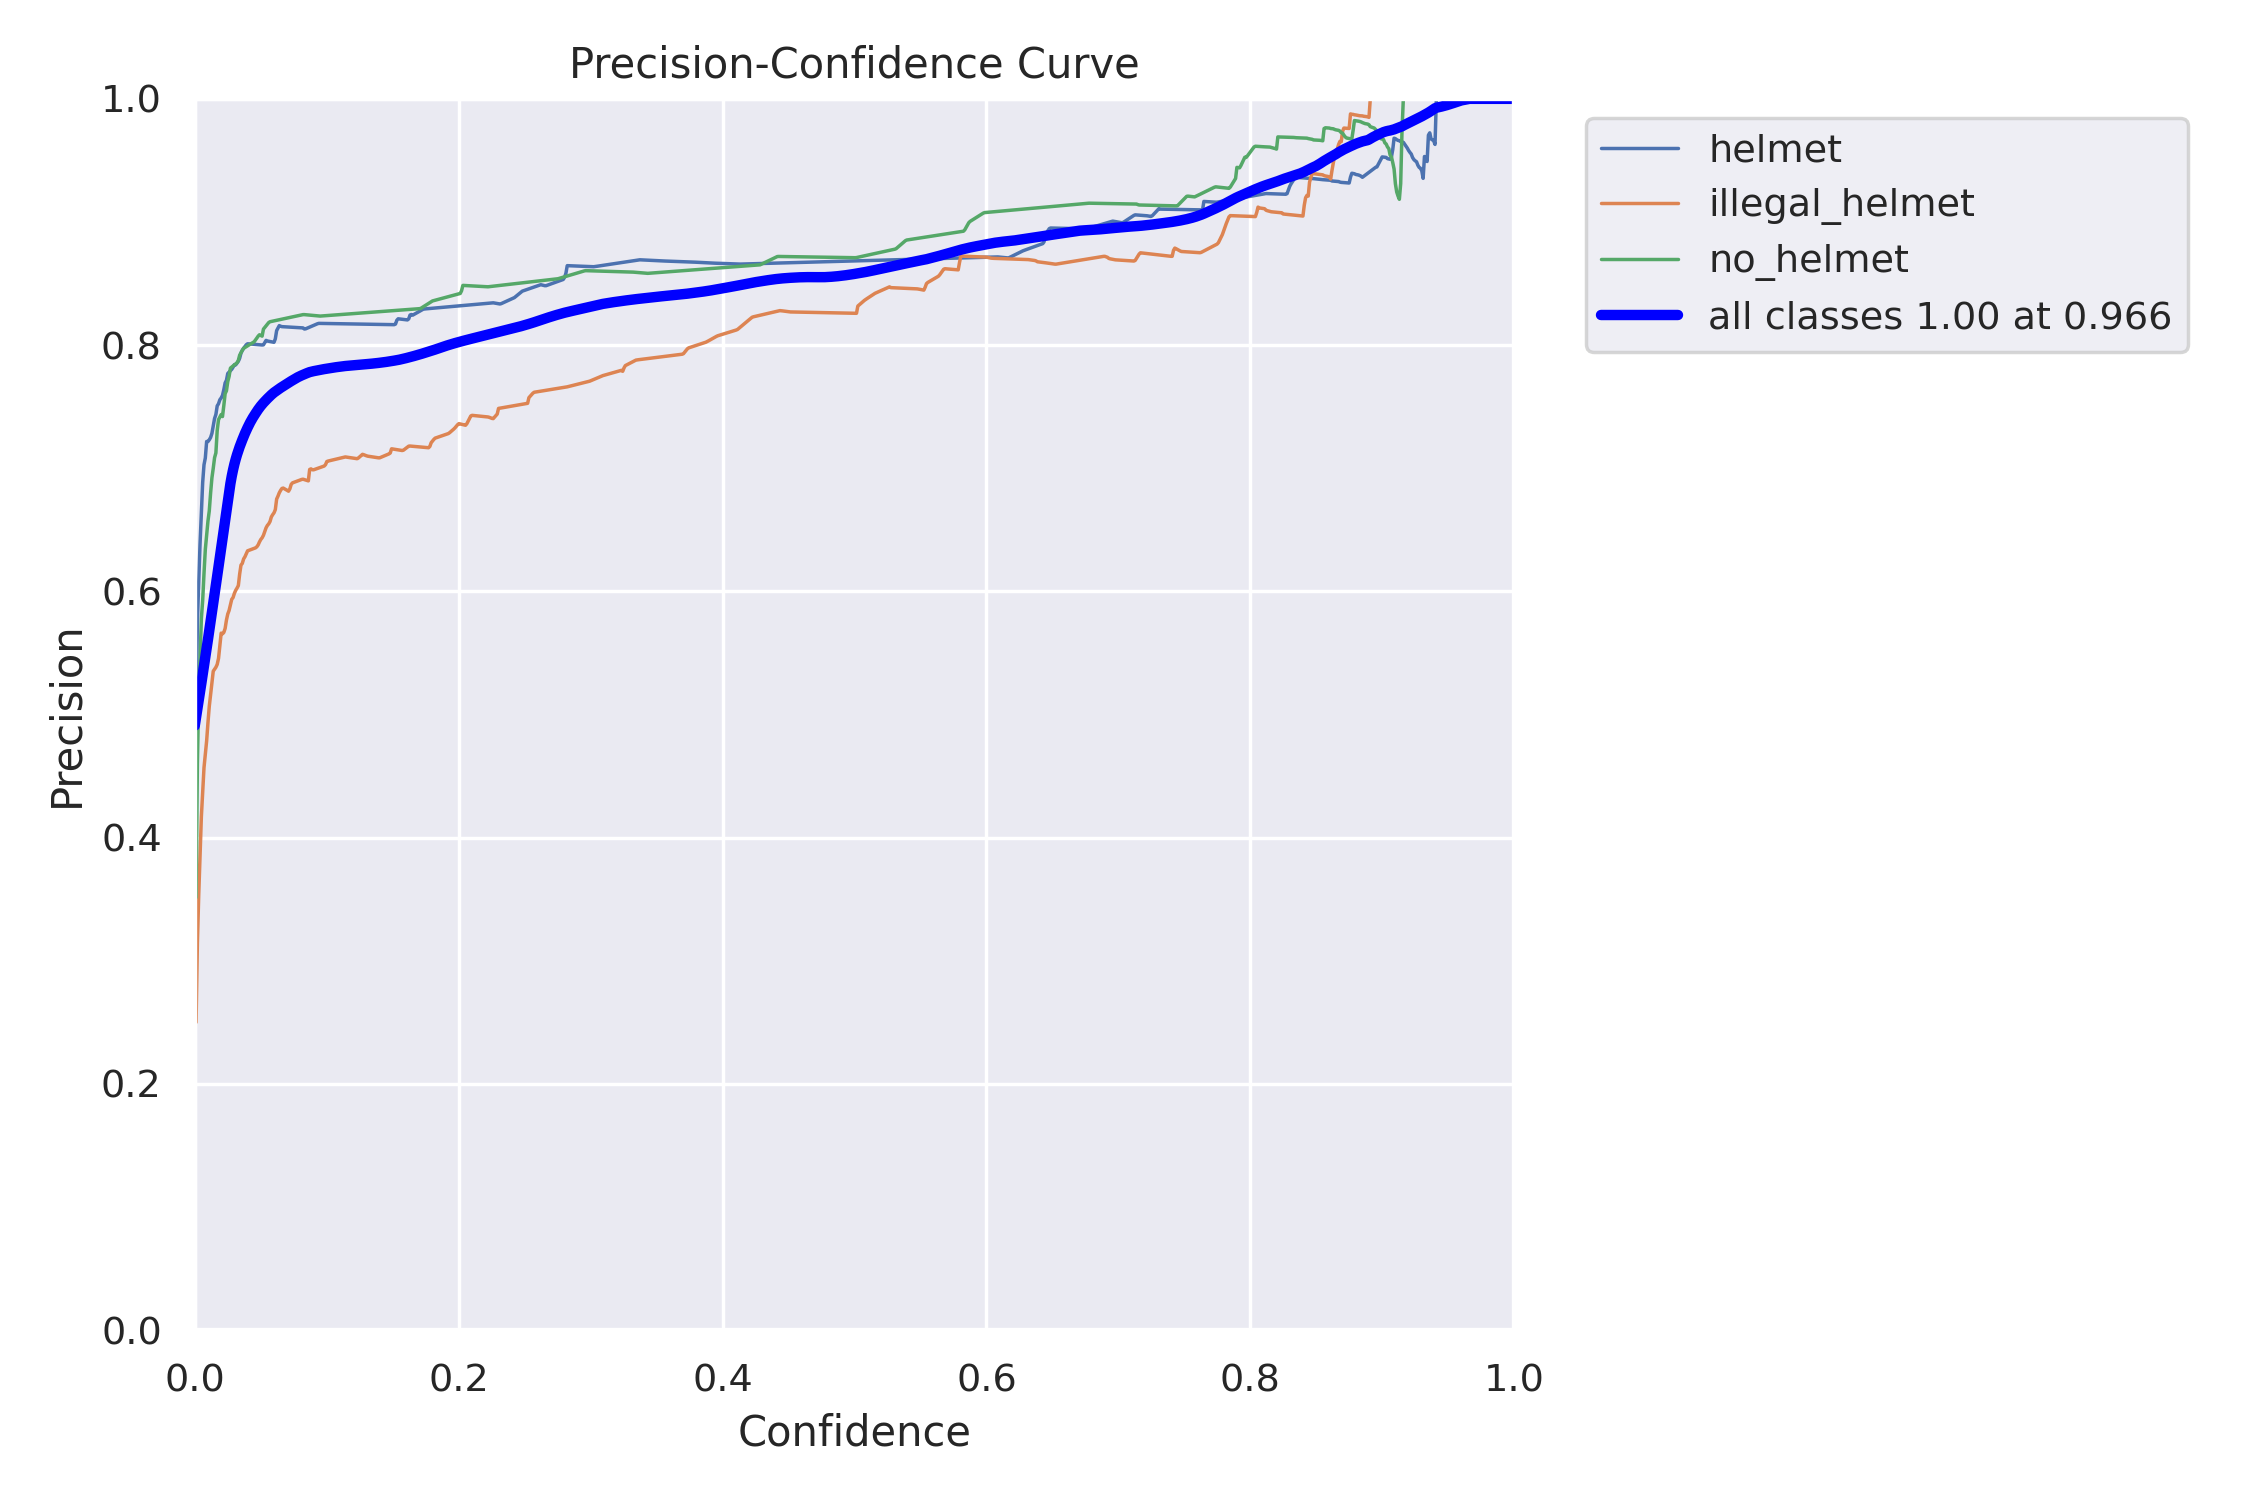 Precision-Confidence Curve
1.0
0.8
0.6
0.4
0.2
0.0
Precision
0.0 0.2 0.4 0.6 0.8 1.0
Confidence
helmet
illegal_helmet
no_helmet
all classes 1.00 at 0.966